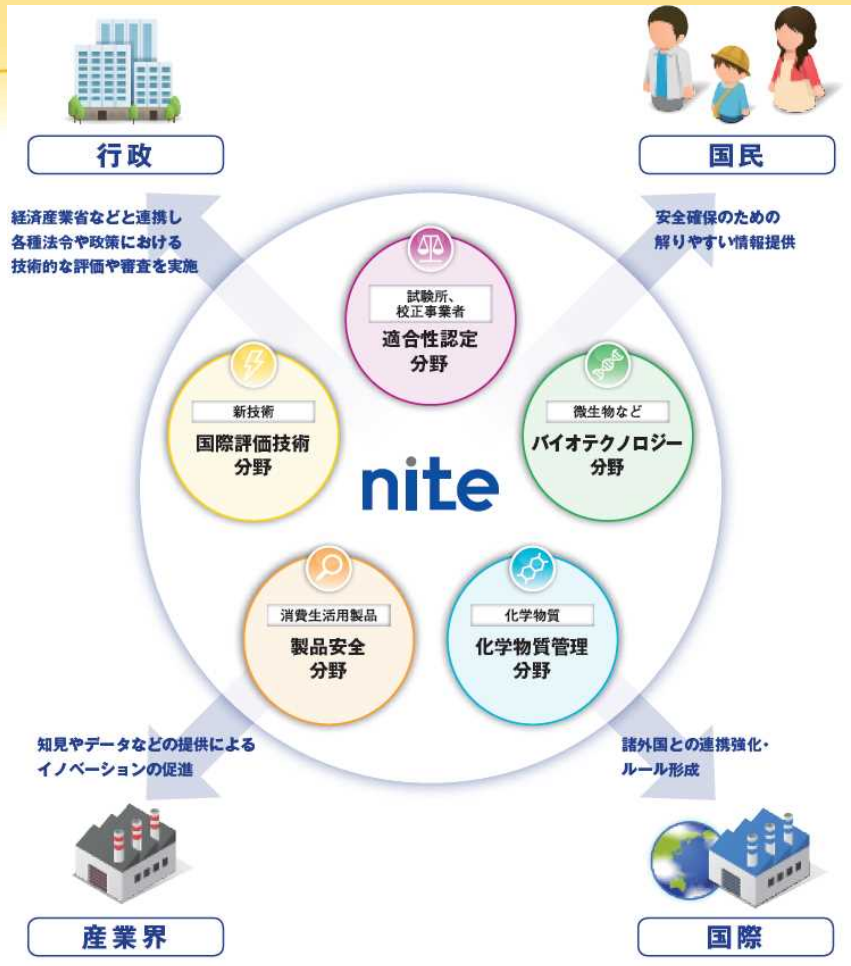 行政
国民
経済産業省などと連携し
各種法令や政策における
技術的な評価や審査を実施
安全確保のための
解りやすい情報提供
試験所、
校正事業者
適合性認定
分野
新技術
国際評価技術
分野
微生物など
バイオテクノロジー
分野
nite
消費生活用製品
製品安全
分野
化学物質
化学物質管理
分野
知見やデータなどの提供による
イノベーションの促進
諸外国との連携強化・
ルール形成
産業界
国際